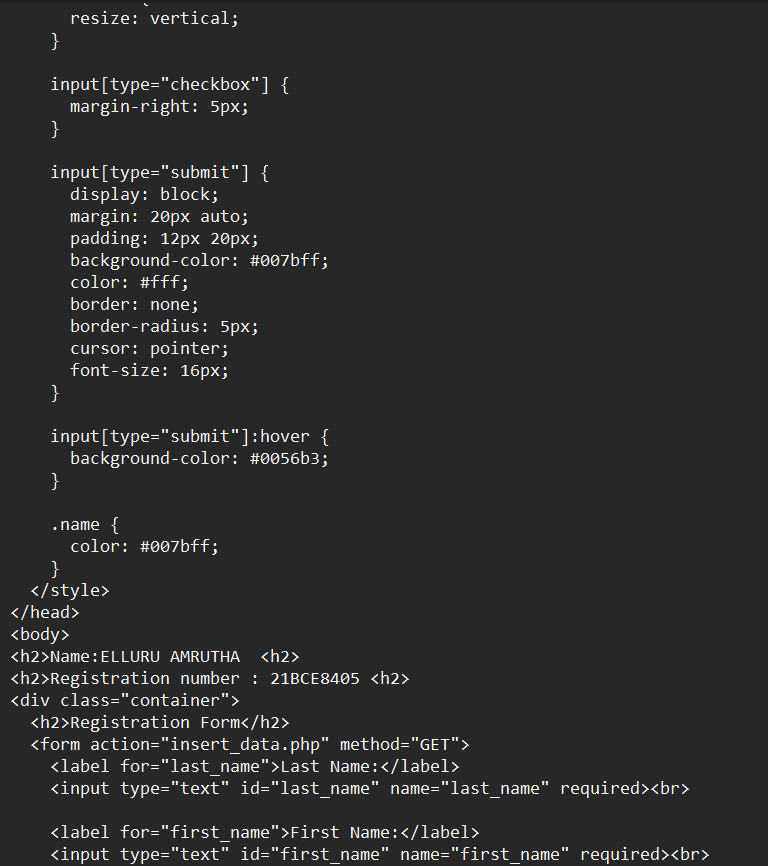 resize: vertical;
}
input[type="checkbox"] {
margin-right: 5px;
}
input[type="submit"] {
display: block;
margin: 20px auto;
padding: 12px 20px;
background-color: #007bff;
color: #fff;
border: none;
border-radius: 5px;
cursor: pointer;
font-size: 16px;
}
input[type="submit"]:hover {
background-color: #0056b3;
}
.name {
color: #007bff;
}
</style>
</head>
<body>
<h2>Name:ELLURU AMRUTHA  <h2>
<h2>Registration number : 21BCE8405 <h2>
<div class="container">
<h2>Registration Form</h2>
<form action="insert_data.php" method="GET">
<label for="last_name">Last Name:</label>
<input type="text" id="last_name" name="last_name" required><br>
<label for="first_name">First Name:</label>
<input type="text" id="first_name" name="first_name" required><br>